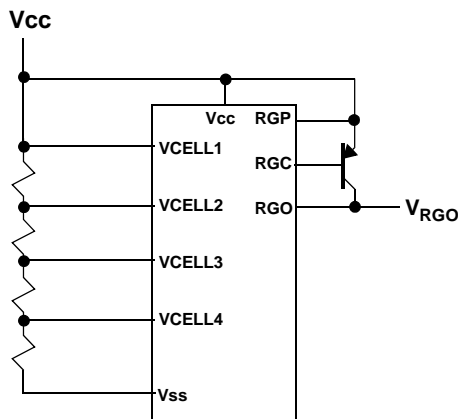 Vcc
Vcc RGP
VCELL1
RGC
VCELL2
RGO
VRGO
VCELL3
VCELL4
Vss